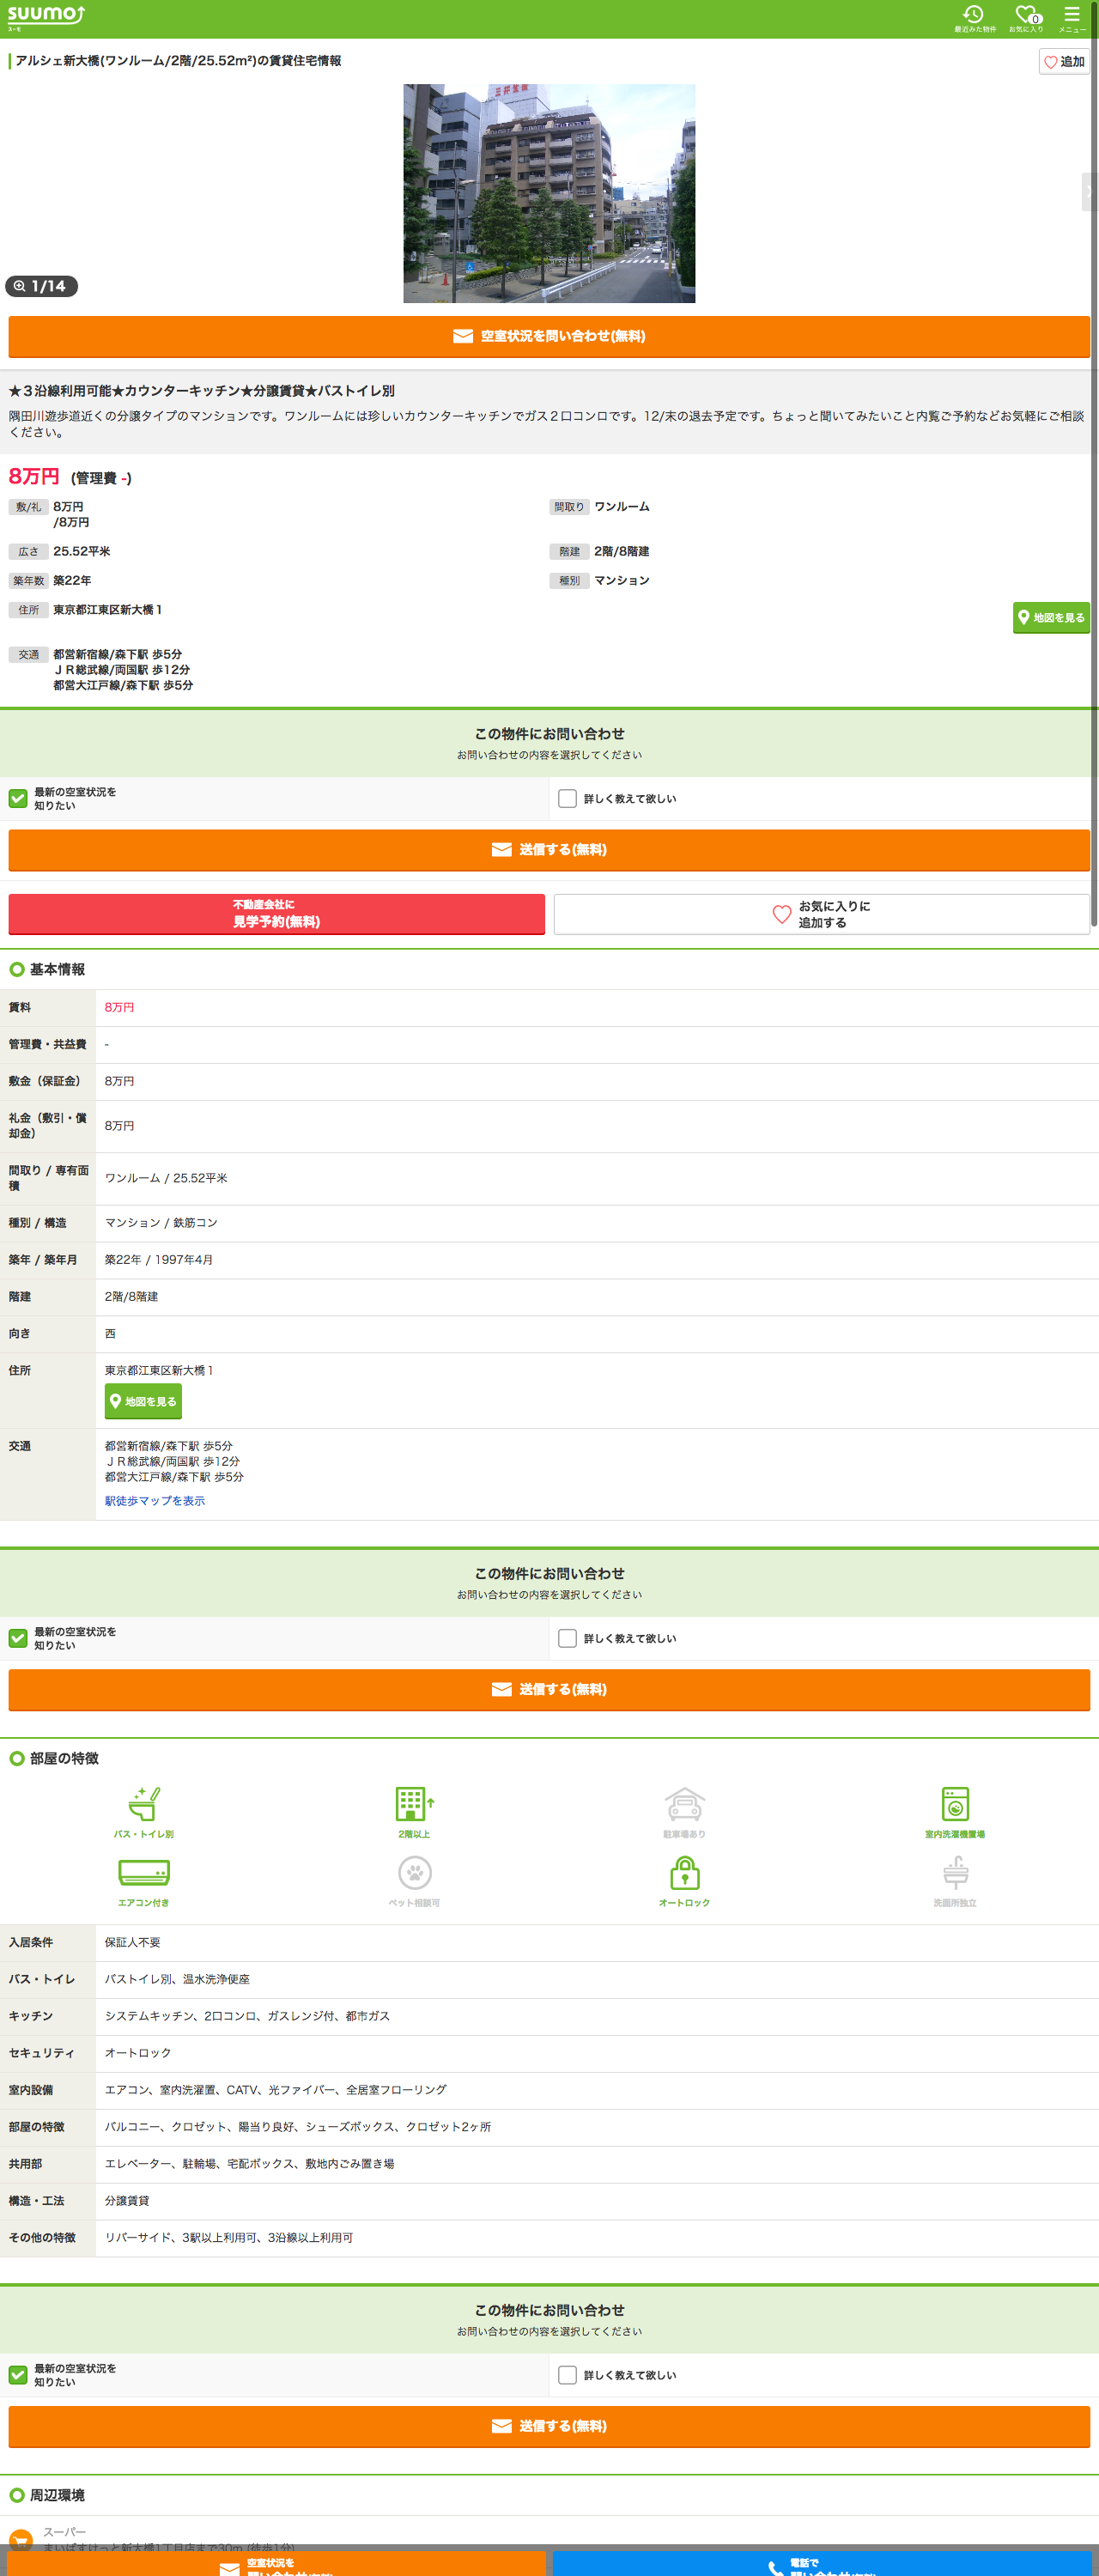 suumo
スーモ
最近みた物件
0
お気に入り
メニュー
アルシェ新大橋(ワンルーム/2階/25.52m²)の賃貸住宅情報
追加
1/14
空室状況を問い合わせ(無料)
★３沿線利用可能★カウンターキッチン★分譲賃貸★バストイレ別
隅田川遊歩道近くの分譲タイプのマンションです。ワンルームには珍しいカウンターキッチンでガス２口コンロです。12/末の退去予定です。ちょっと聞いてみたいこと内覧ご予約などお気軽にご相談
ください。
8万円 (管理費 -)
敷/礼 8万円
/8万円
間取り ワンルーム
広さ 25.52平米
階建 2階/8階建
築年数 築22年
種別 マンション
住所 東京都江東区新大橋１
地図を見る
交通 都営新宿線/森下駅 歩5分
ＪＲ総武線/両国駅 歩12分
都営大江戸線/森下駅 歩5分
この物件にお問い合わせ
お問い合わせの内容を選択してください
最新の空室状況を
知りたい
詳しく教えて欲しい
送信する(無料)
不動産会社に
見学予約(無料)
お気に入りに
追加する
基本情報
賃料 8万円
管理費・共益費 -
敷金（保証金） 8万円
礼金（敷引・償
却金） 8万円
間取り / 専有面
積 ワンルーム / 25.52平米
種別 / 構造 マンション / 鉄筋コン
築年 / 築年月 築22年 / 1997年4月
階建 2階/8階建
向き 西
住所 東京都江東区新大橋１
地図を見る
交通 都営新宿線/森下駅 歩5分
ＪＲ総武線/両国駅 歩12分
都営大江戸線/森下駅 歩5分
駅徒歩マップを表示
この物件にお問い合わせ
お問い合わせの内容を選択してください
最新の空室状況を
知りたい
詳しく教えて欲しい
送信する(無料)
部屋の特徴
バス・トイレ別
2階以上
駐車場あり
室内洗濯機置場
エアコン付き
ペット相談可
オートロック
洗面所独立
入居条件 保証人不要
バス・トイレ バストイレ別、温水洗浄便座
キッチン システムキッチン、2口コンロ、ガスレンジ付、都市ガス
セキュリティ オートロック
室内設備 エアコン、室内洗濯置、CATV、光ファイバー、全居室フローリング
部屋の特徴 バルコニー、クロゼット、陽当り良好、シューズボックス、クロゼット2ヶ所
共用部 エレベーター、駐輪場、宅配ボックス、敷地内ごみ置き場
構造・工法 分譲賃貸
その他の特徴 リバーサイド、3駅以上利用可、3沿線以上利用可
この物件にお問い合わせ
お問い合わせの内容を選択してください
最新の空室状況を
知りたい
詳しく教えて欲しい
送信する(無料)
周辺環境
スーパー
まいばすけっと新大橋1丁目店まで30m (徒歩1分)
空室状況を
電話で